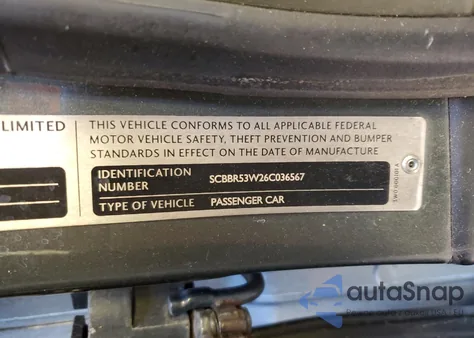 LIMITED
THIS VEHICLE CONFORMS TO ALL APPLICABLE FEDERAL
MOTOR VEHICLE SAFETY, THEFT PREVENTION AND BUMPER
STANDARDS IN EFFECT ON THE DATE OF MANUFACTURE
IDENTIFICATION
NUMBER
SCBBR53W26C036567
TYPE OF VEHICLE
PASSENGER CAR
autoSnap